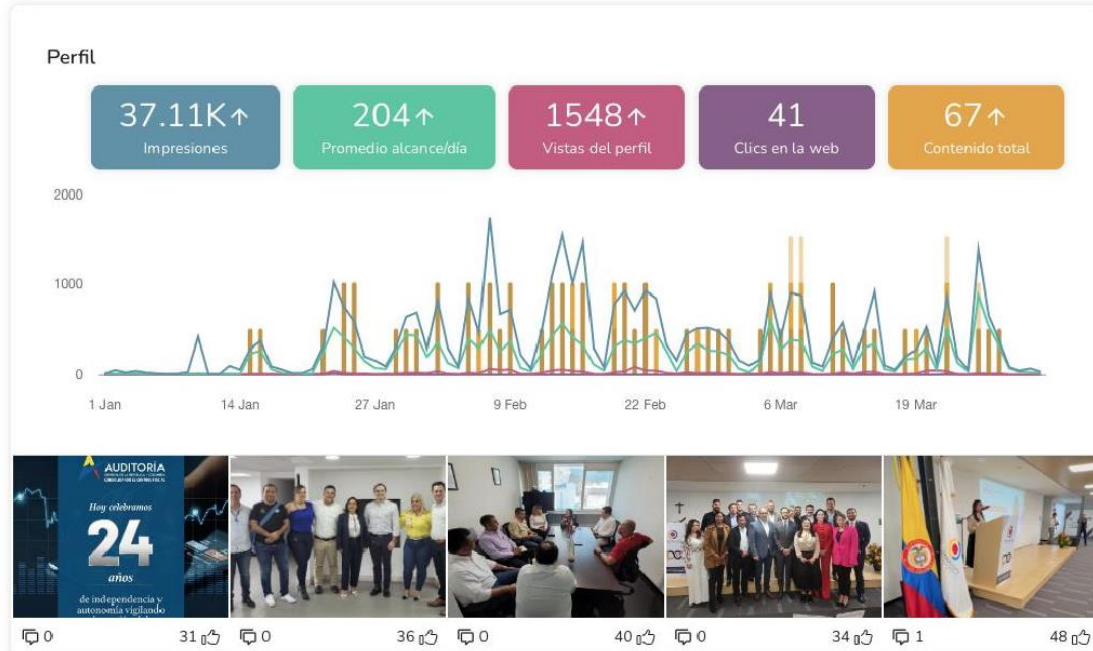 Perfil
37.11K↑ 204↑ 1548↑ 41 67↑
Impresiones Promedio alcance/día Vistas del perfil Clics en la web Contenido total
2000
1000
0
1 Jan 14 Jan 27 Jan 9 Feb 22 Feb 6 Mar 19 Mar
AUDITORÍA
Hoy celebramos
24
años
de independencia y
autonomía vigilando
0 31 0 36 0 40 0 34 1 48